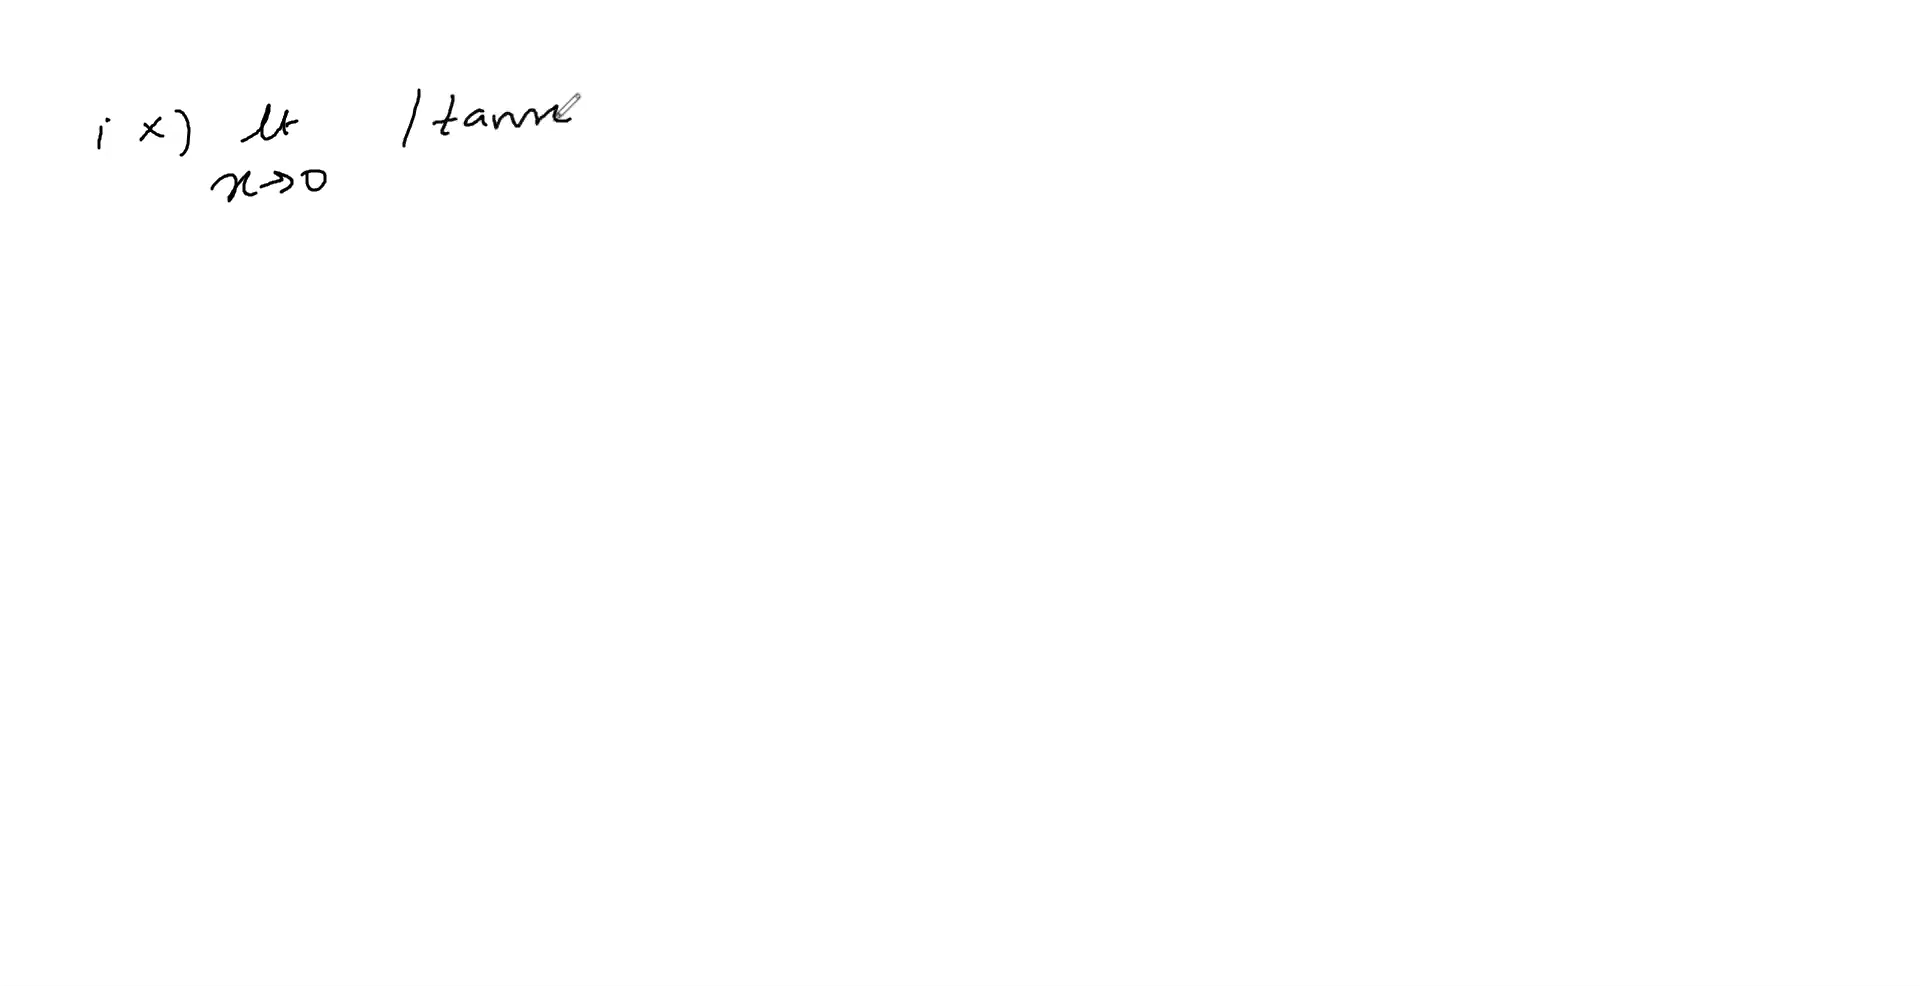 ix) lt |tanx
x→0